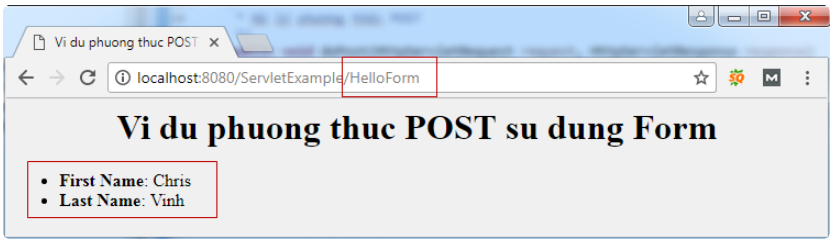 Vi du phuong thuc POST
localhost:8080/ServletExample/HelloForm
Vi du phuong thuc POST su dung Form
• First Name: Chris
• Last Name: Vinh